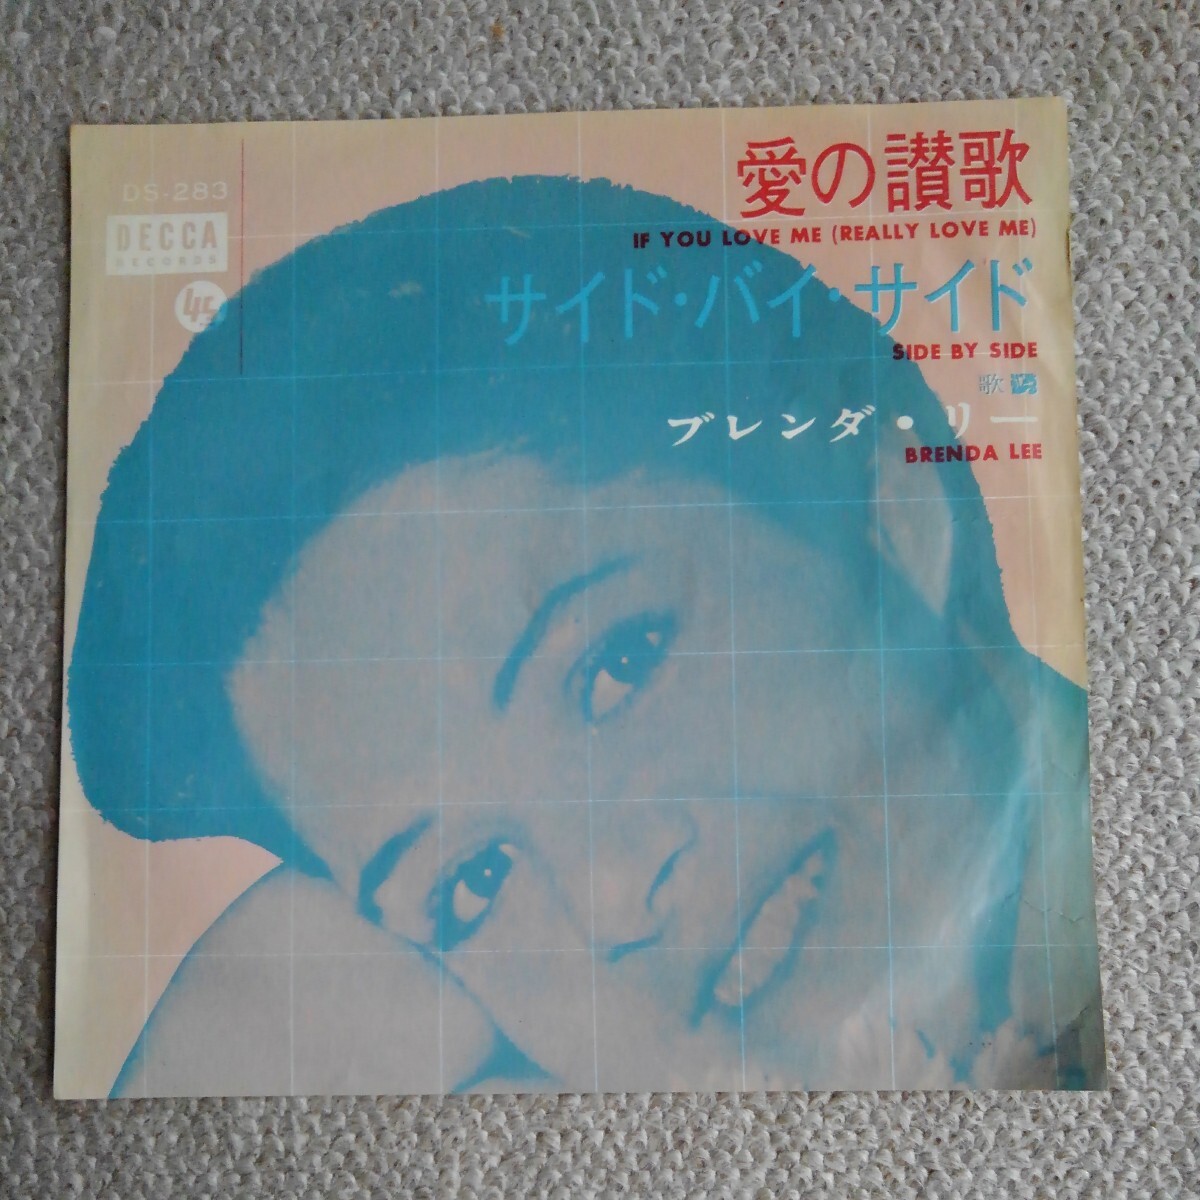 DS-283
DECCA
RECORDS
45
愛の讃歌
IF YOU LOVE ME (REALLY LOVE ME)
サイド・バイ・サイド
SIDE BY SIDE
歌
ブレンダ・リー
BRENDA LEE